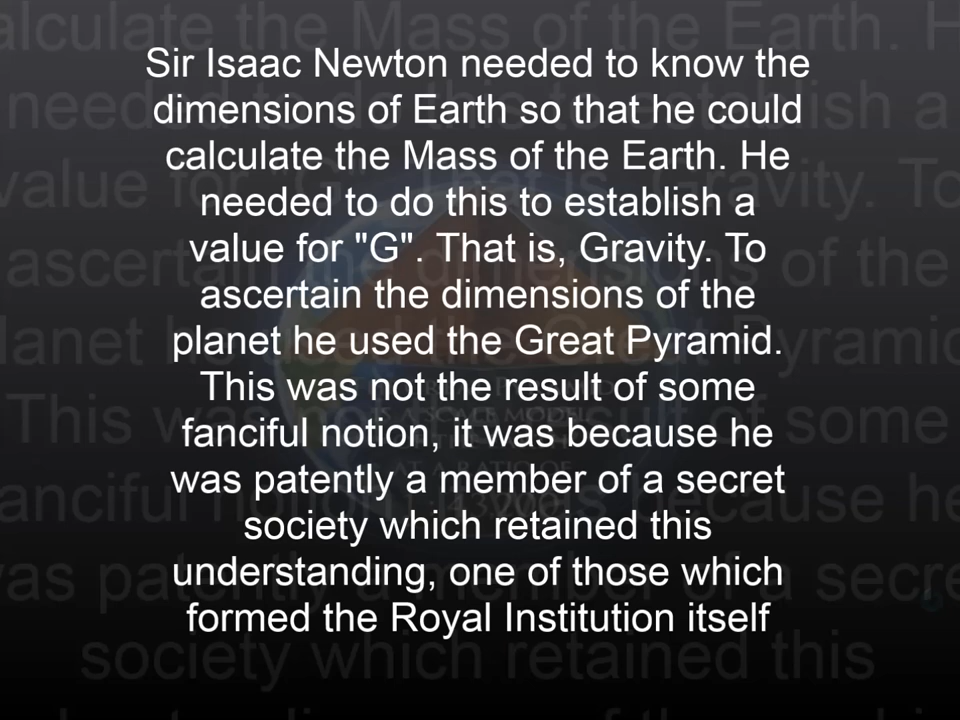 Sir Isaac Newton needed to know the
dimensions of Earth so that he could
calculate the Mass of the Earth. He
needed to do this to establish a
value for "G". That is, Gravity. To
ascertain the dimensions of the
planet he used the Great Pyramid.
This was not the result of some
fanciful notion, it was because he
was patently a member of a secret
society which retained this
understanding, one of those which
formed the Royal Institution itself